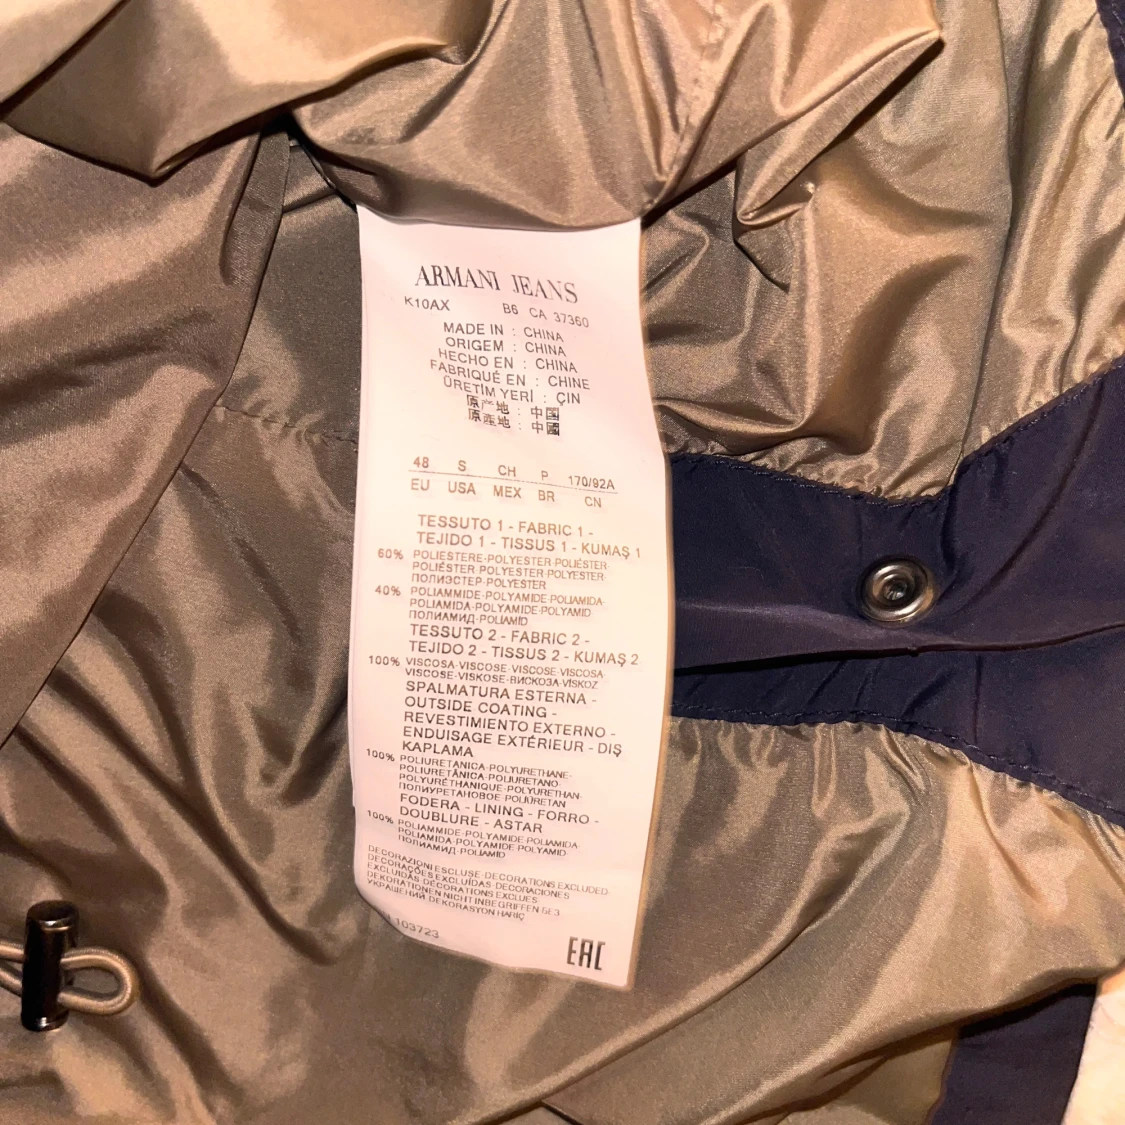 ARMANI JEANS
K10AX B6 CA 37360
MADE IN : CHINA
ORIGEM : CHINA
HECHO EN : CHINA
FABRIQUÉ EN : CHINE
ÜRETİM YERİ : ÇIN
原产地 : 中国
原產地 : 中國
48 S CH P 170/92A
EU USA MEX BR CN
TESSUTO 1 - FABRIC 1 -
TEJIDO 1 - TISSUS 1 - KUMAŞ 1
60% POLIESTERE-POLYESTER-POLIÉSTER
POLIÉSTER-POLYESTER-POLYESTER-
ПОЛИЭСТЕР-POLYESTER
40% POLIAMMIDE-POLYAMIDE-POLIAMIDA-
POLIAMIDA-POLYAMIDE-POLYAMID
ПОЛИАМИД-POLIAMID
TESSUTO 2 - FABRIC 2 -
TEJIDO 2 - TISSUS 2 - KUMAŞ 2
100% VISCOSA-VISCOSE-VISCOSE-VISCOSA-
VISCOSE-VISKOSE-ВИСКОЗА-VİSKOZ
SPALMATURA ESTERNA -
OUTSIDE COATING -
REVESTIMIENTO EXTERNO -
ENDUISAGE EXTÉRIEUR - DIŞ
KAPLAMA
100% POLIURETANICA-POLYURETHANE-
POLIURETÂNICA-POLIURETANO-
POLYURÉTHANIQUE-POLYURETHAN-
ПОЛИУРЕТАНОВОЕ POLIÜRETAN
FODERA - LINING - FORRO -
DOUBLURE - ASTAR
100% POLIAMMIDE-POLYAMIDE-POLIAMIDA
POLIAMIDA-POLYAMIDE POLYAMID
ПОЛИАМИД-POLIAMID
DECORAZIONI ESCLUSE-DECORATIONS EXCLUDED-
DECORAÇÕES EXCLUÍDAS-DECORACIONES
EXCLUIDAS-DECORATIONS EXCLUES
DEKORATIONEN NICHT INBEGRIFFEN-БЕЗ
УКРАШЕНИЙ DEKORASYON HARİÇ
103723
EAC